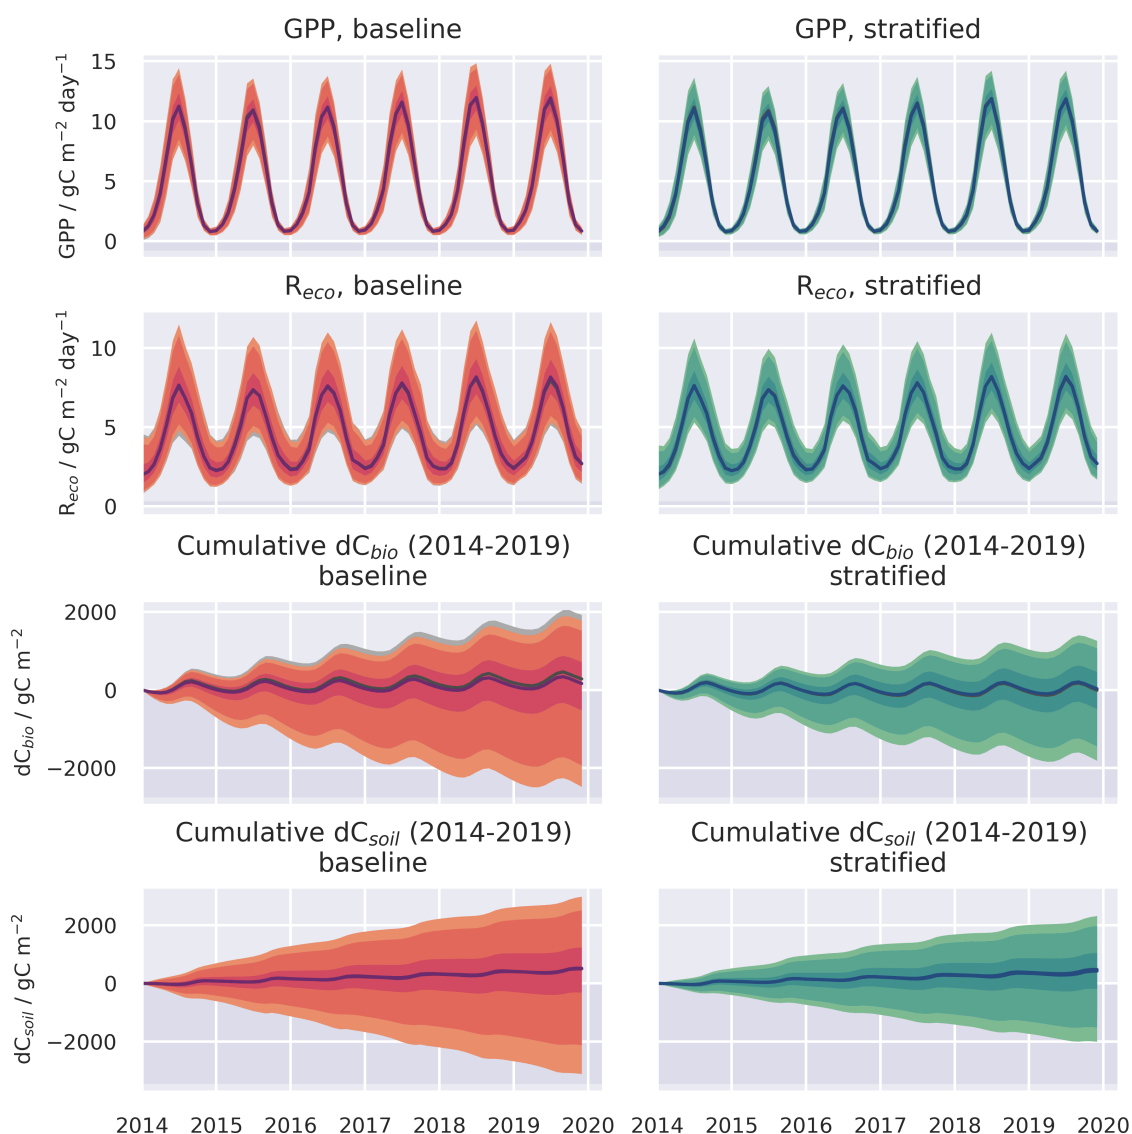 GPP, baseline
GPP, stratified
GPP / gC m⁻² day⁻¹
15
10
5
0
R_eco, baseline
R_eco, stratified
R_eco / gC m⁻² day⁻¹
10
5
0
Cumulative dC_bio (2014-2019)
baseline
Cumulative dC_bio (2014-2019)
stratified
dC_bio / gC m⁻²
2000
0
−2000
Cumulative dC_soil (2014-2019)
baseline
Cumulative dC_soil (2014-2019)
stratified
dC_soil / gC m⁻²
2000
0
−2000
2014 2015 2016 2017 2018 2019 2020
2014 2015 2016 2017 2018 2019 2020